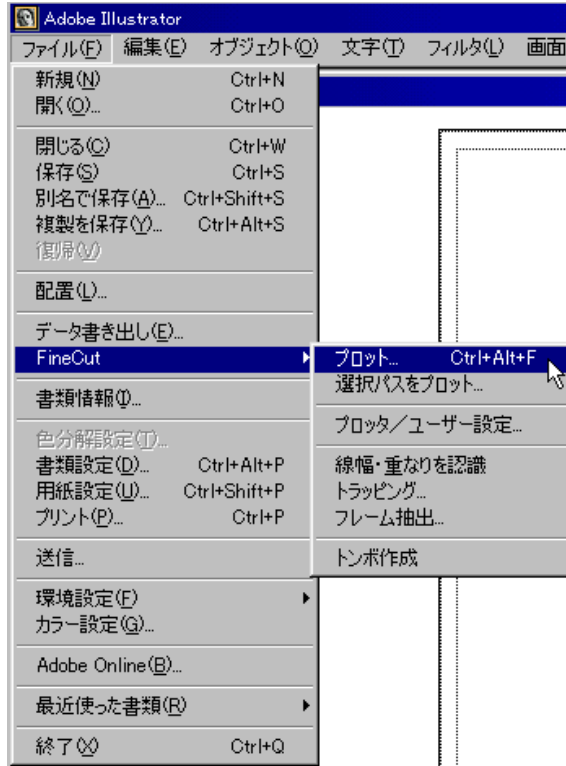 Adobe Illustrator
ファイル(F) 編集(E) オブジェクト(O) 文字(T) フィルタ(L) 画面
新規(N) Ctrl+N
開く(O)... Ctrl+O
閉じる(C) Ctrl+W
保存(S) Ctrl+S
別名で保存(A)... Ctrl+Shift+S
複製を保存(Y)... Ctrl+Alt+S
復帰(V)
配置(L)...
データ書き出し(E)...
FineCut
書類情報(I)...
色分解設定(T)...
書類設定(D)... Ctrl+Alt+P
用紙設定(U)... Ctrl+Shift+P
プリント(P)... Ctrl+P
送信...
環境設定(F)
カラー設定(G)...
Adobe Online(B)...
最近使った書類(R)
終了(X) Ctrl+Q
プロット... Ctrl+Alt+F
選択パスをプロット...
プロッタ／ユーザー設定...
線幅・重なりを認識
トラッピング...
フレーム抽出...
トンボ作成